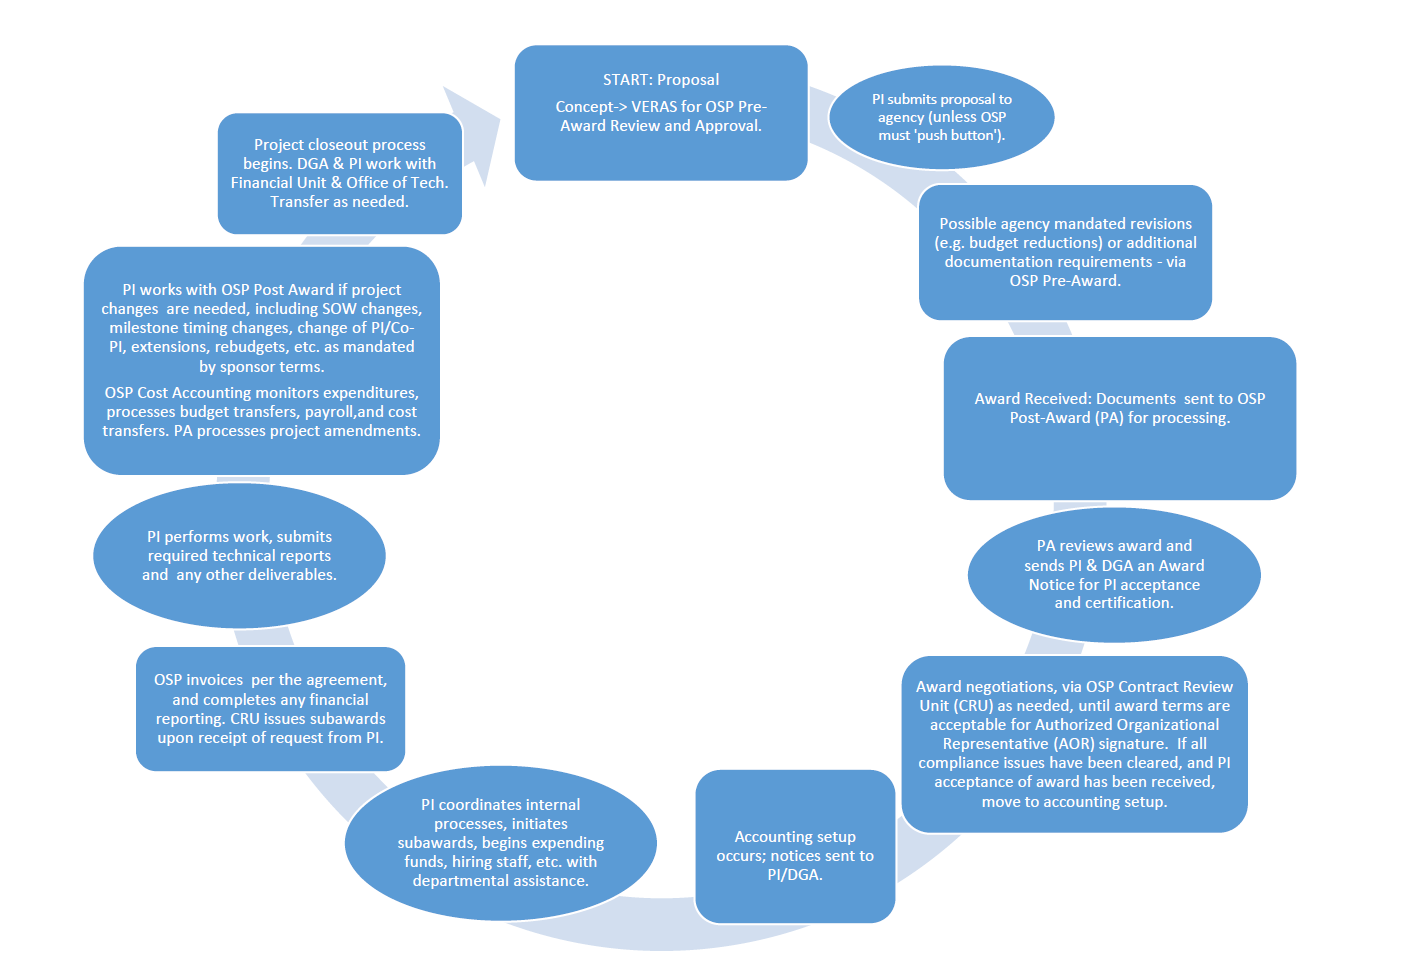 START: Proposal
Concept-> VERAS for OSP Pre-
Award Review and Approval.
PI submits proposal to
agency (unless OSP
must 'push button').
Possible agency mandated revisions
(e.g. budget reductions) or additional
documentation requirements - via
OSP Pre-Award.
Award Received: Documents  sent to OSP
Post-Award (PA) for processing.
PA reviews award and
sends PI & DGA an Award
Notice for PI acceptance
and certification.
Award negotiations, via OSP Contract Review
Unit (CRU) as needed, until award terms are
acceptable for Authorized Organizational
Representative (AOR) signature.  If all
compliance issues have been cleared, and PI
acceptance of award has been received,
move to accounting setup.
Accounting setup
occurs; notices sent to
PI/DGA.
PI coordinates internal
processes, initiates
subawards, begins expending
funds, hiring staff, etc. with
departmental assistance.
OSP invoices  per the agreement,
and completes any financial
reporting. CRU issues subawards
upon receipt of request from PI.
PI performs work, submits
required technical reports
and  any other deliverables.
PI works with OSP Post Award if project
changes  are needed, including SOW changes,
milestone timing changes, change of PI/Co-
PI, extensions, rebudgets, etc. as mandated
by sponsor terms.
OSP Cost Accounting monitors expenditures,
processes budget transfers, payroll,and cost
transfers. PA processes project amendments.
Project closeout process
begins. DGA & PI work with
Financial Unit & Office of Tech.
Transfer as needed.